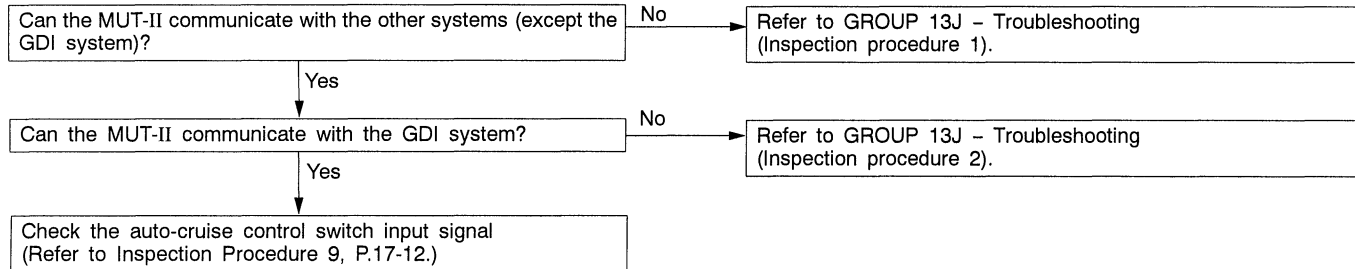 Can the MUT-II communicate with the other systems (except the
GDI system)?
No
Refer to GROUP 13J – Troubleshooting
(Inspection procedure 1).
Yes
Can the MUT-II communicate with the GDI system?
No
Refer to GROUP 13J – Troubleshooting
(Inspection procedure 2).
Yes
Check the auto-cruise control switch input signal
(Refer to Inspection Procedure 9, P.17-12.)